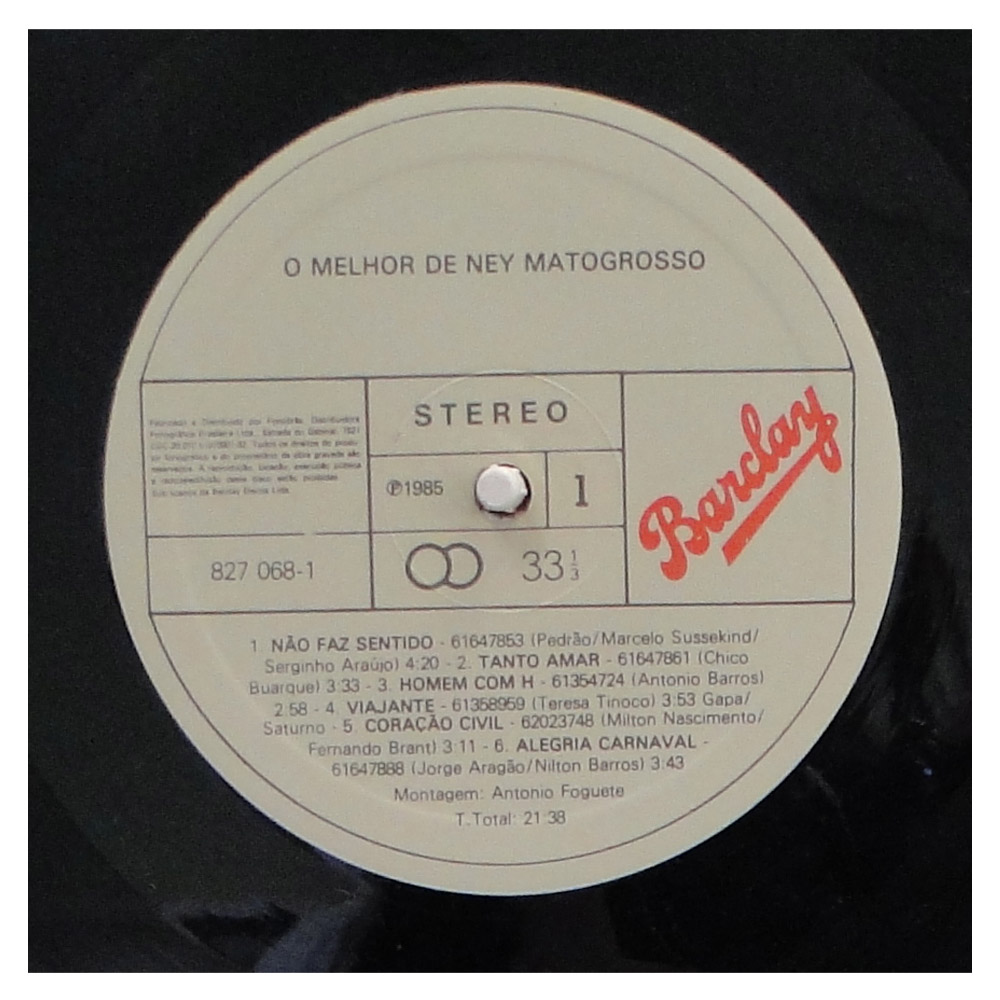 O MELHOR DE NEY MATOGROSSO
STEREO
℗1985
1
33 1/3
827 068-1
Barclay
1 NÃO FAZ SENTIDO - 61647853 (Pedrão/Marcelo Sussekind/
Serginho Araújo) 4:20 - 2. TANTO AMAR - 61647861 (Chico
Buarque) 3:33 - 3. HOMEM COM H - 61354724 (Antonio Barros)
2:58 - 4. VIAJANTE - 61358959 (Teresa Tinoco) 3:53 Gapa/
Saturno - 5. CORAÇÃO CIVIL - 62023748 (Milton Nascimento/
Fernando Brant) 3:11 - 6. ALEGRIA CARNAVAL -
61647888 (Jorge Aragão/Nilton Barros) 3:43
Montagem: Antonio Foguete
T.Total: 21:38